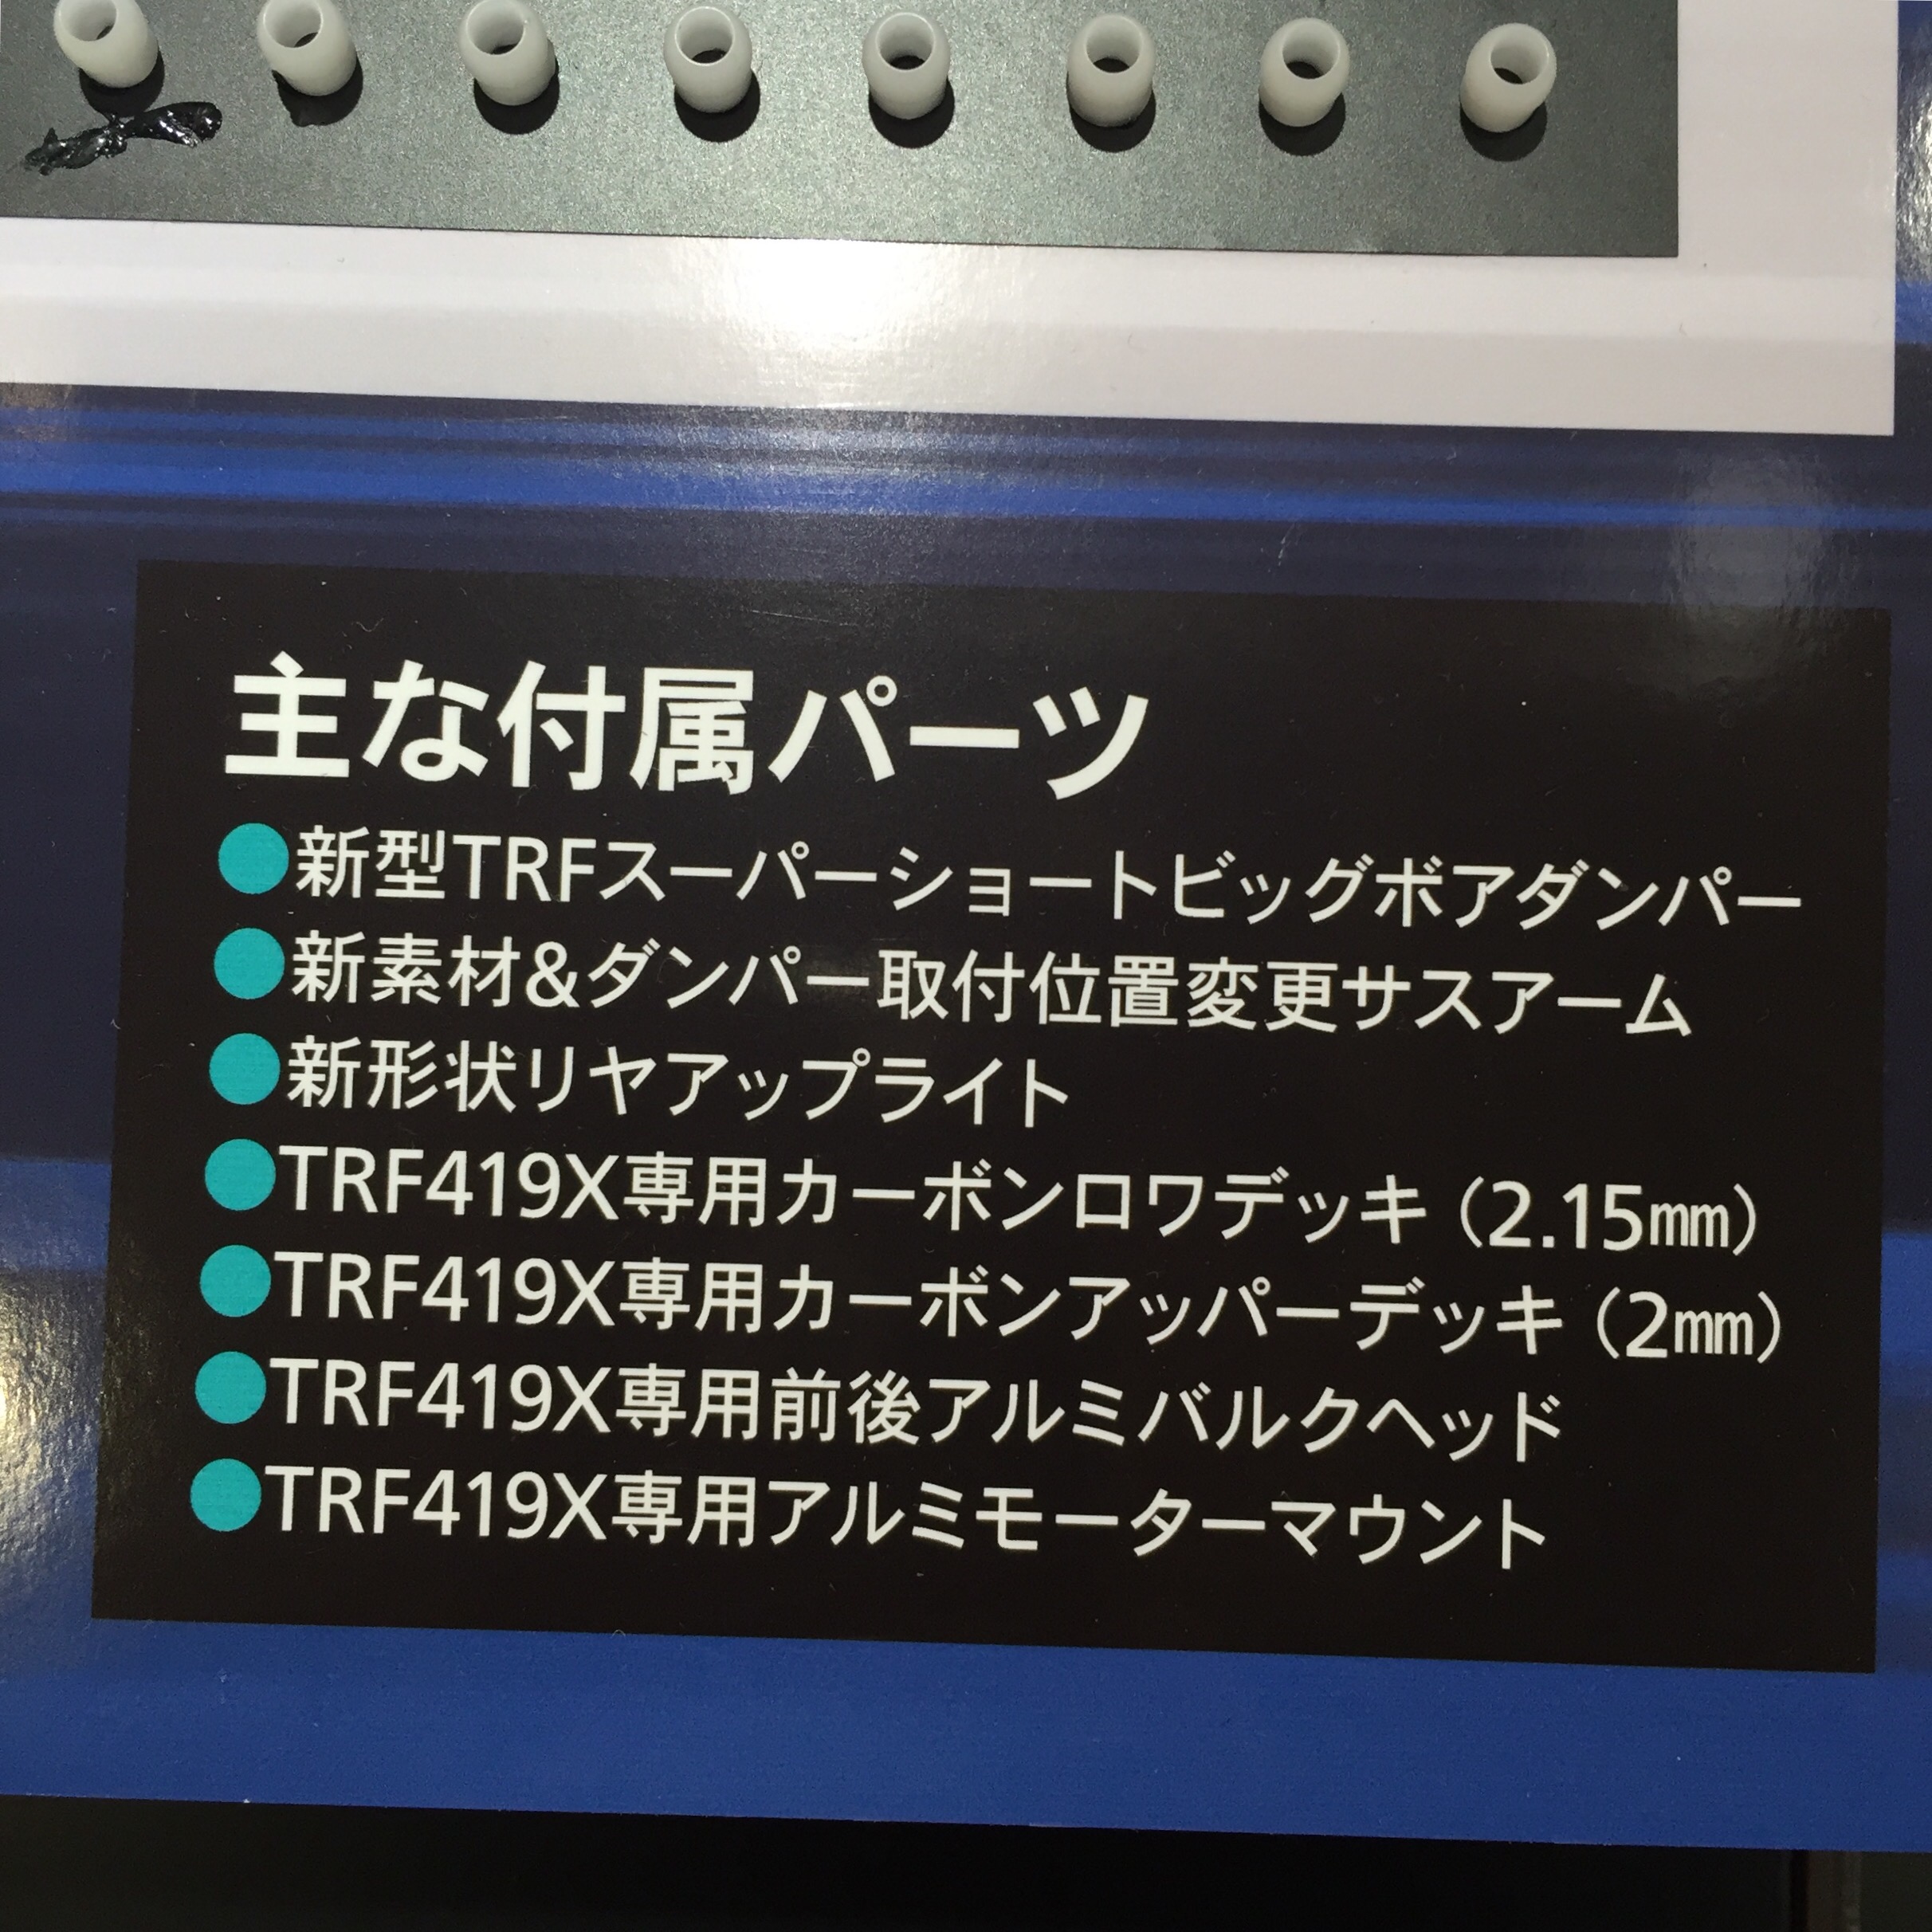 主な付属パーツ
●新型TRFスーパーショートビッグボアダンパー
●新素材&ダンパー取付位置変更サスアーム
●新形状リヤアップライト
●TRF419X専用カーボンロワデッキ（2.15mm）
●TRF419X専用カーボンアッパーデッキ（2mm）
●TRF419X専用前後アルミバルクヘッド
●TRF419X専用アルミモーターマウント